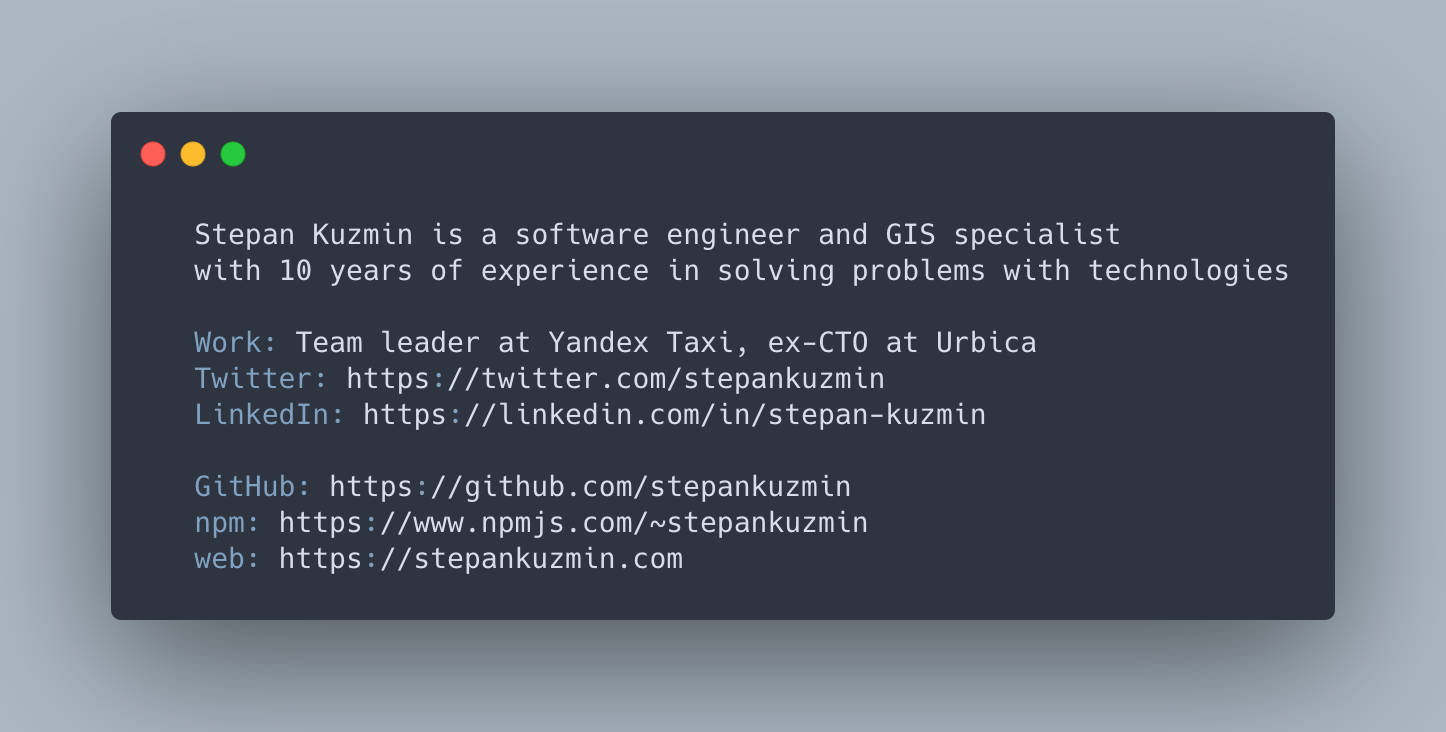 Stepan Kuzmin is a software engineer and GIS specialist
with 10 years of experience in solving problems with technologies
Work: Team leader at Yandex Taxi, ex-CTO at Urbica
Twitter: https://twitter.com/stepankuzmin
LinkedIn: https://linkedin.com/in/stepan-kuzmin
GitHub: https://github.com/stepankuzmin
npm: https://www.npmjs.com/~stepankuzmin
web: https://stepankuzmin.com